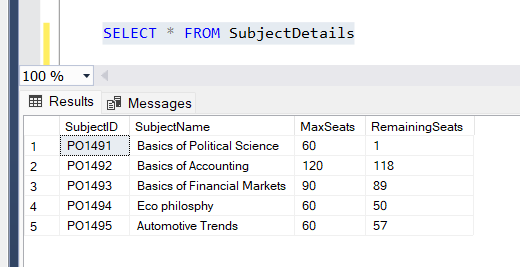 SELECT * FROM SubjectDetails
100 %
Results Messages
SubjectID SubjectName MaxSeats RemainingSeats
1 PO1491 Basics of Political Science 60 1
2 PO1492 Basics of Accounting 120 118
3 PO1493 Basics of Financial Markets 90 89
4 PO1494 Eco philosphy 60 50
5 PO1495 Automotive Trends 60 57